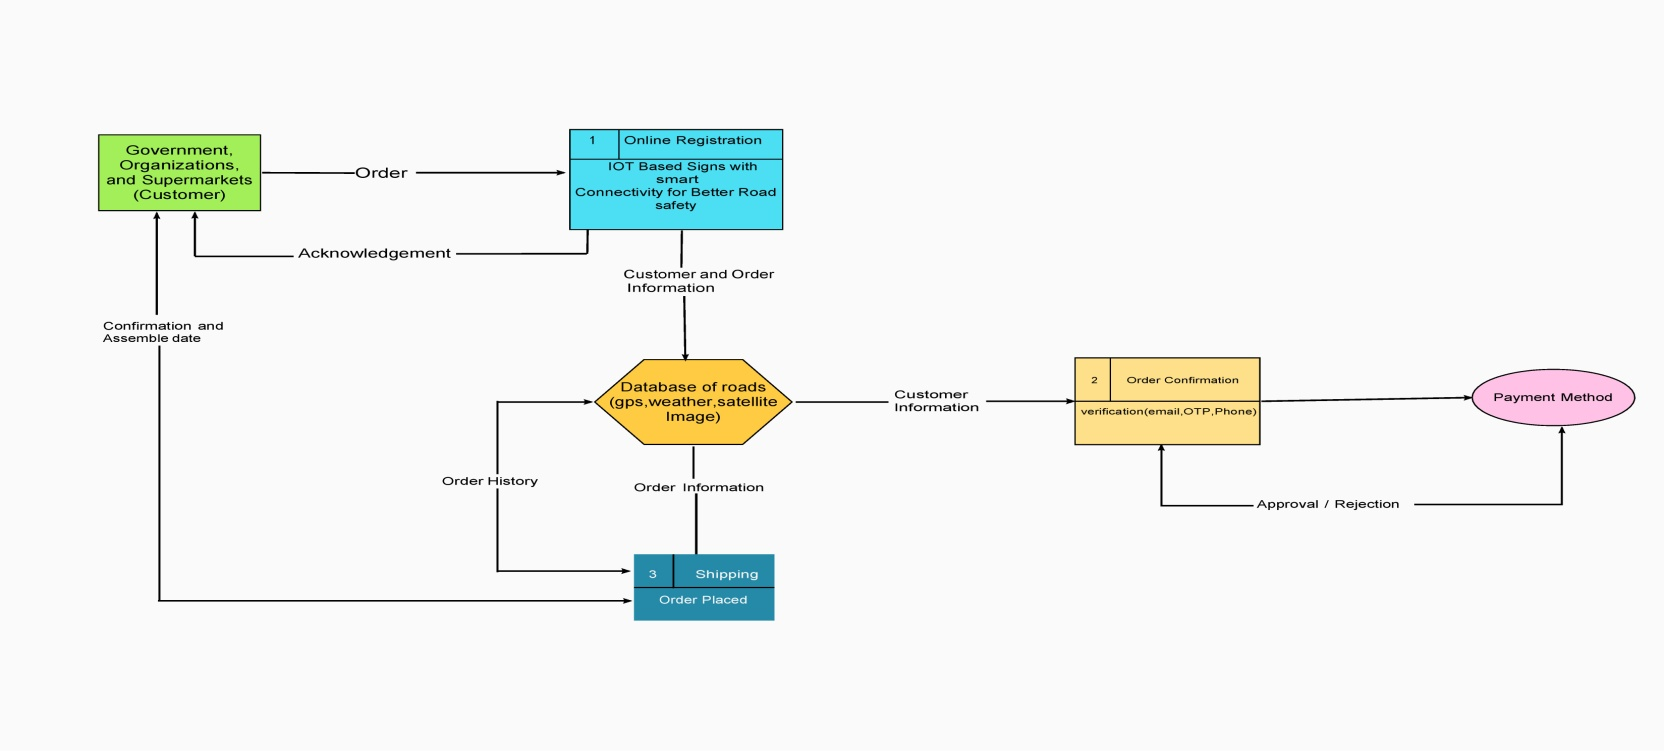 Government,
Organizations,
and Supermarkets
(Customer)
Order
1
Online Registration
IOT Based Signs with
smart
Connectivity for Better Road
safety
Acknowledgement
Customer and Order
Information
Confirmation and
Assemble date
Database of roads
(gps,weather,satellite
Image)
Customer
Information
2
Order Confirmation
verification(email,OTP,Phone)
Payment Method
Order History
Order Information
Approval / Rejection
3
Shipping
Order Placed